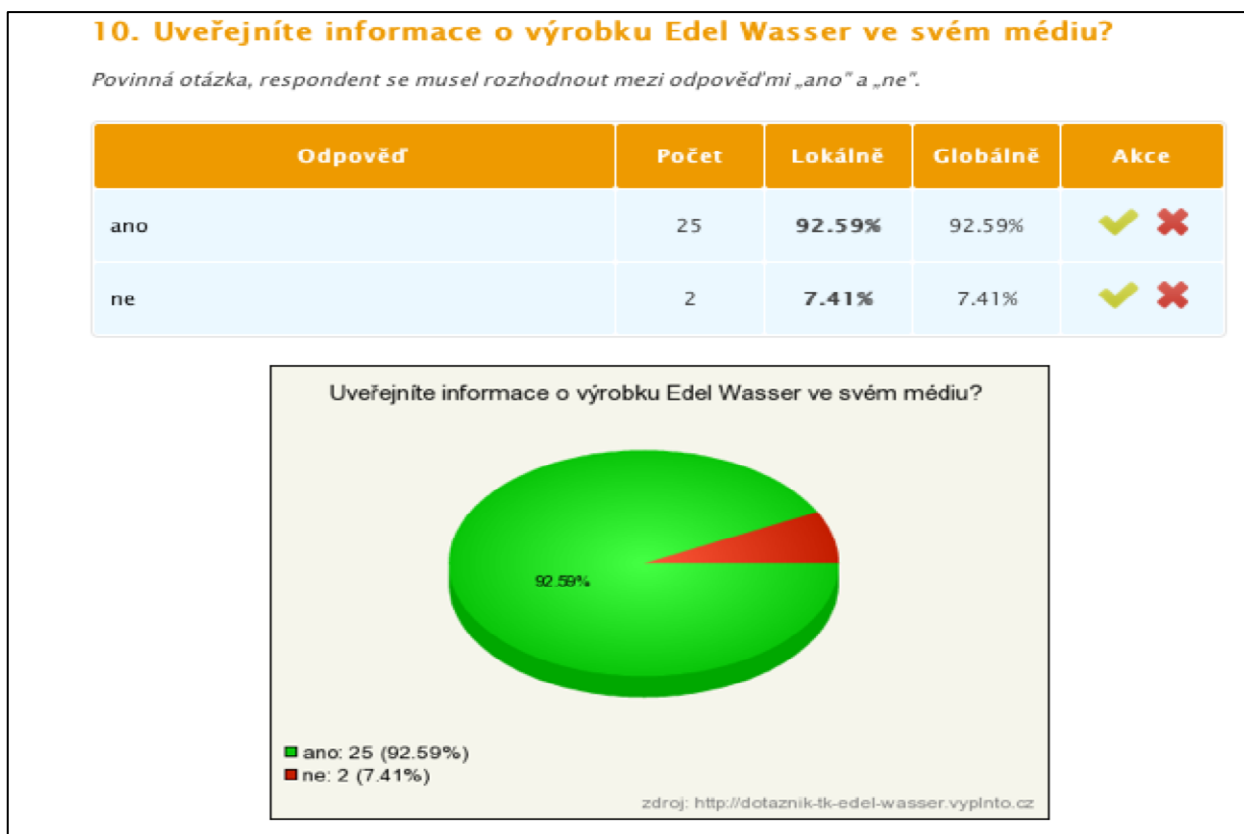 10. Uveřejníte informace o výrobku Edel Wasser ve svém médiu?
Povinná otázka, respondent se musel rozhodnout mezi odpověďmi „ano" a „ne".
Odpověď Počet Lokálně Globálně Akce
ano 25 92.59% 92.59%
ne 2 7.41% 7.41%
Uveřejníte informace o výrobku Edel Wasser ve svém médiu?
92.59%
ano: 25 (92.59%)
ne: 2 (7.41%)
zdroj: http://dotaznik-tk-edel-wasser.vyplnto.cz